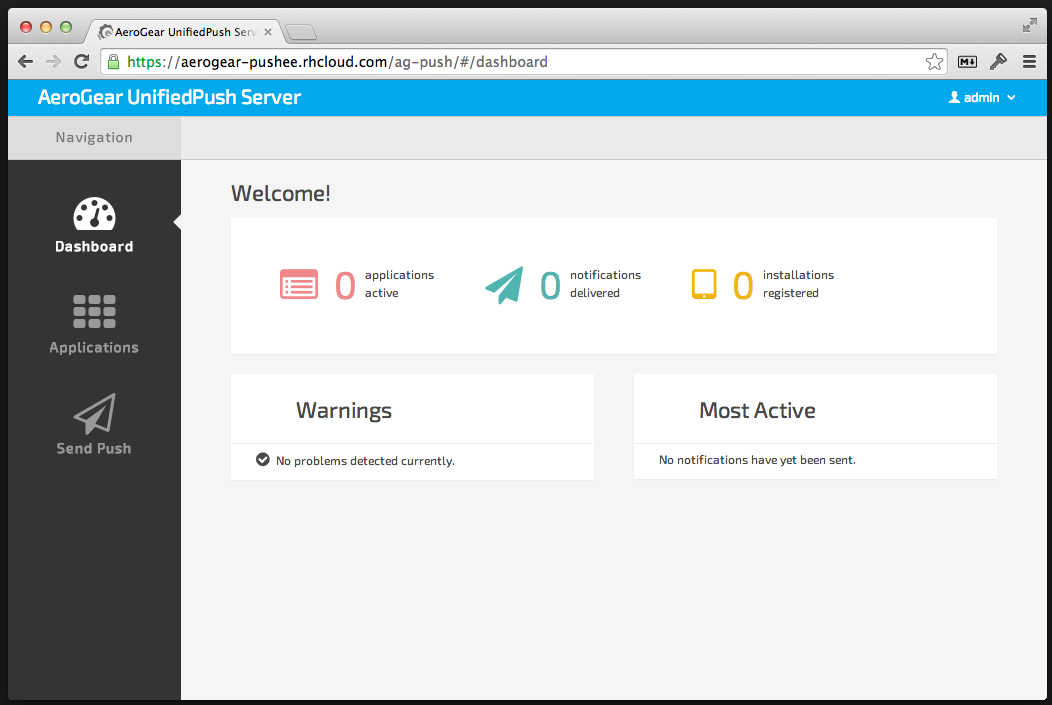 AeroGear UnifiedPush Serv
https://aerogear-pushee.rhcloud.com/ag-push/#/dashboard
M
AeroGear UnifiedPush Server
admin
Navigation
Dashboard
Applications
Send Push
Welcome!
0 applications active
0 notifications delivered
0 installations registered
Warnings
No problems detected currently.
Most Active
No notifications have yet been sent.